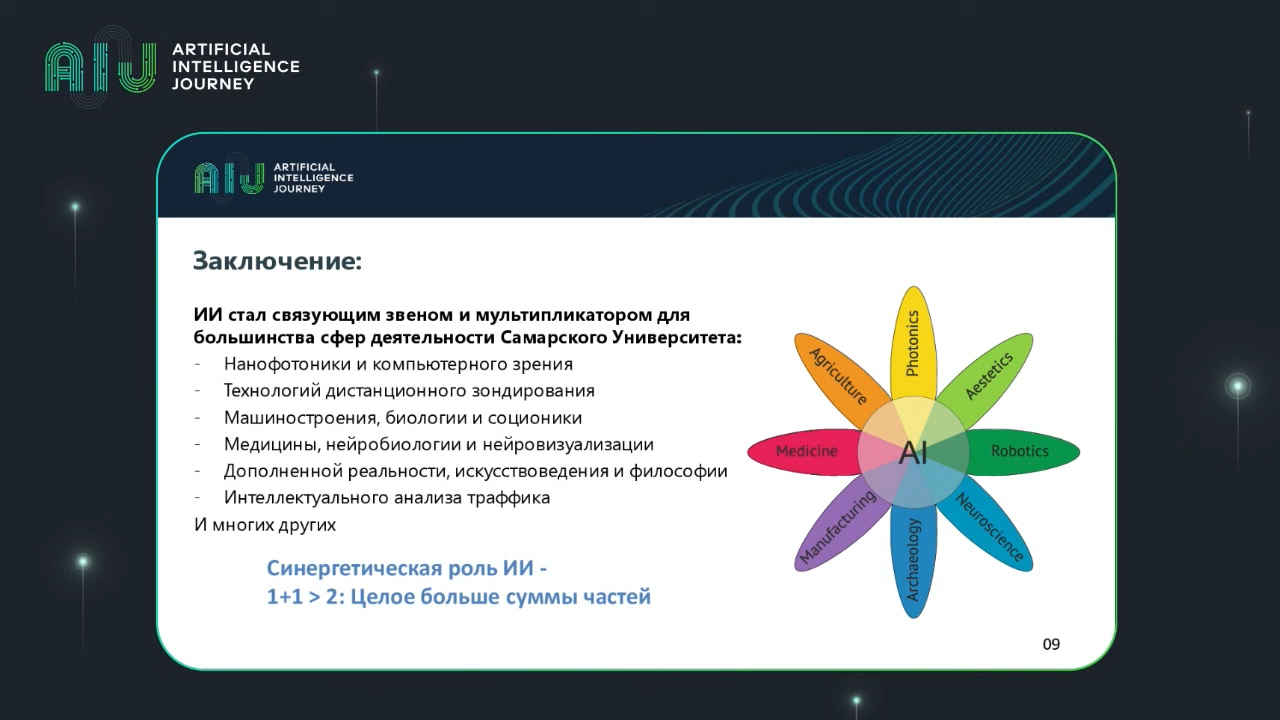 ARTIFICIAL
INTELLIGENCE
JOURNEY
ARTIFICIAL
INTELLIGENCE
JOURNEY
Заключение:
ИИ стал связующим звеном и мультипликатором для
большинства сфер деятельности Самарского Университета:
- Нанофотоники и компьютерного зрения
- Технологий дистанционного зондирования
- Машиностроения, биологии и соционики
- Медицины, нейробиологии и нейровизуализации
- Дополненной реальности, искусствоведения и философии
- Интеллектуального анализа траффика
И многих других
Синергетическая роль ИИ -
1+1 > 2: Целое больше суммы частей
Photonics
Aestetics
Robotics
Neuroscience
Archaeology
Manufacturing
Medicine
Agriculture
AI
09